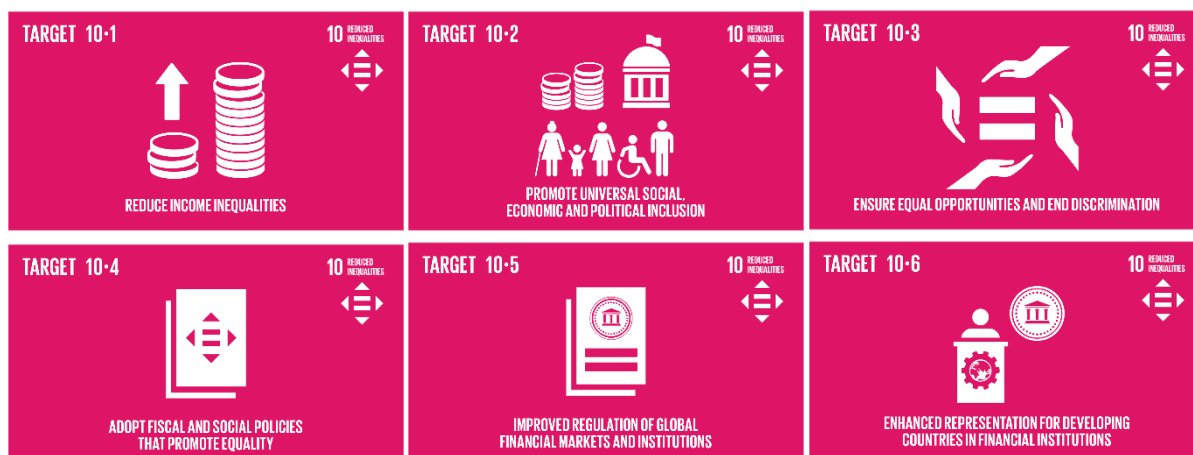 TARGET 10·1
10 REDUCED
INEQUALITIES
REDUCE INCOME INEQUALITIES
TARGET 10·2
10 REDUCED
INEQUALITIES
PROMOTE UNIVERSAL SOCIAL,
ECONOMIC AND POLITICAL INCLUSION
TARGET 10·3
10 REDUCED
INEQUALITIES
ENSURE EQUAL OPPORTUNITIES AND END DISCRIMINATION
TARGET 10·4
10 REDUCED
INEQUALITIES
ADOPT FISCAL AND SOCIAL POLICIES
THAT PROMOTE EQUALITY
TARGET 10·5
10 REDUCED
INEQUALITIES
IMPROVED REGULATION OF GLOBAL
FINANCIAL MARKETS AND INSTITUTIONS
TARGET 10·6
10 REDUCED
INEQUALITIES
ENHANCED REPRESENTATION FOR DEVELOPING
COUNTRIES IN FINANCIAL INSTITUTIONS